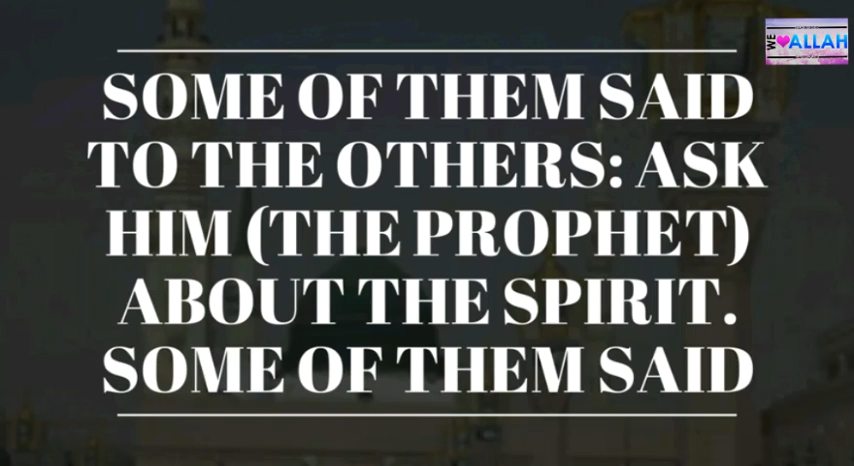 SOME OF THEM SAID
TO THE OTHERS: ASK
HIM (THE PROPHET)
ABOUT THE SPIRIT.
SOME OF THEM SAID
WE ALLAH